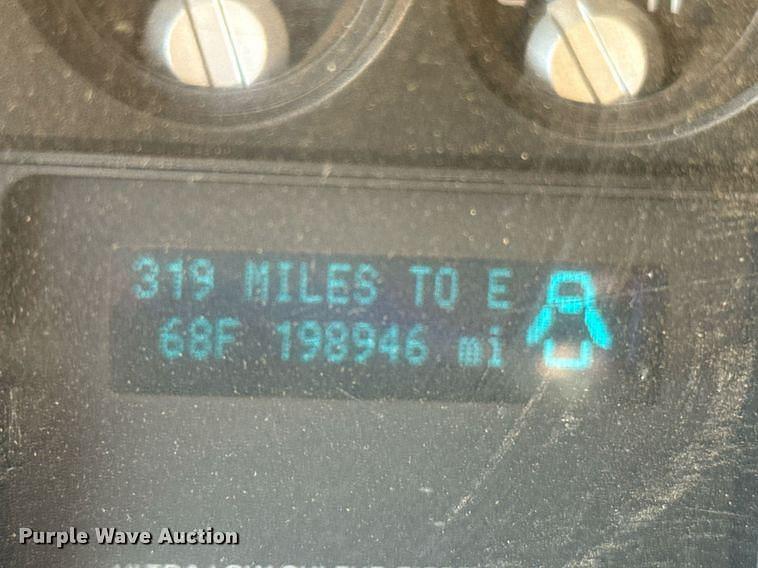 319 MILES TO E
68F 198946 mi
Purple Wave Auction